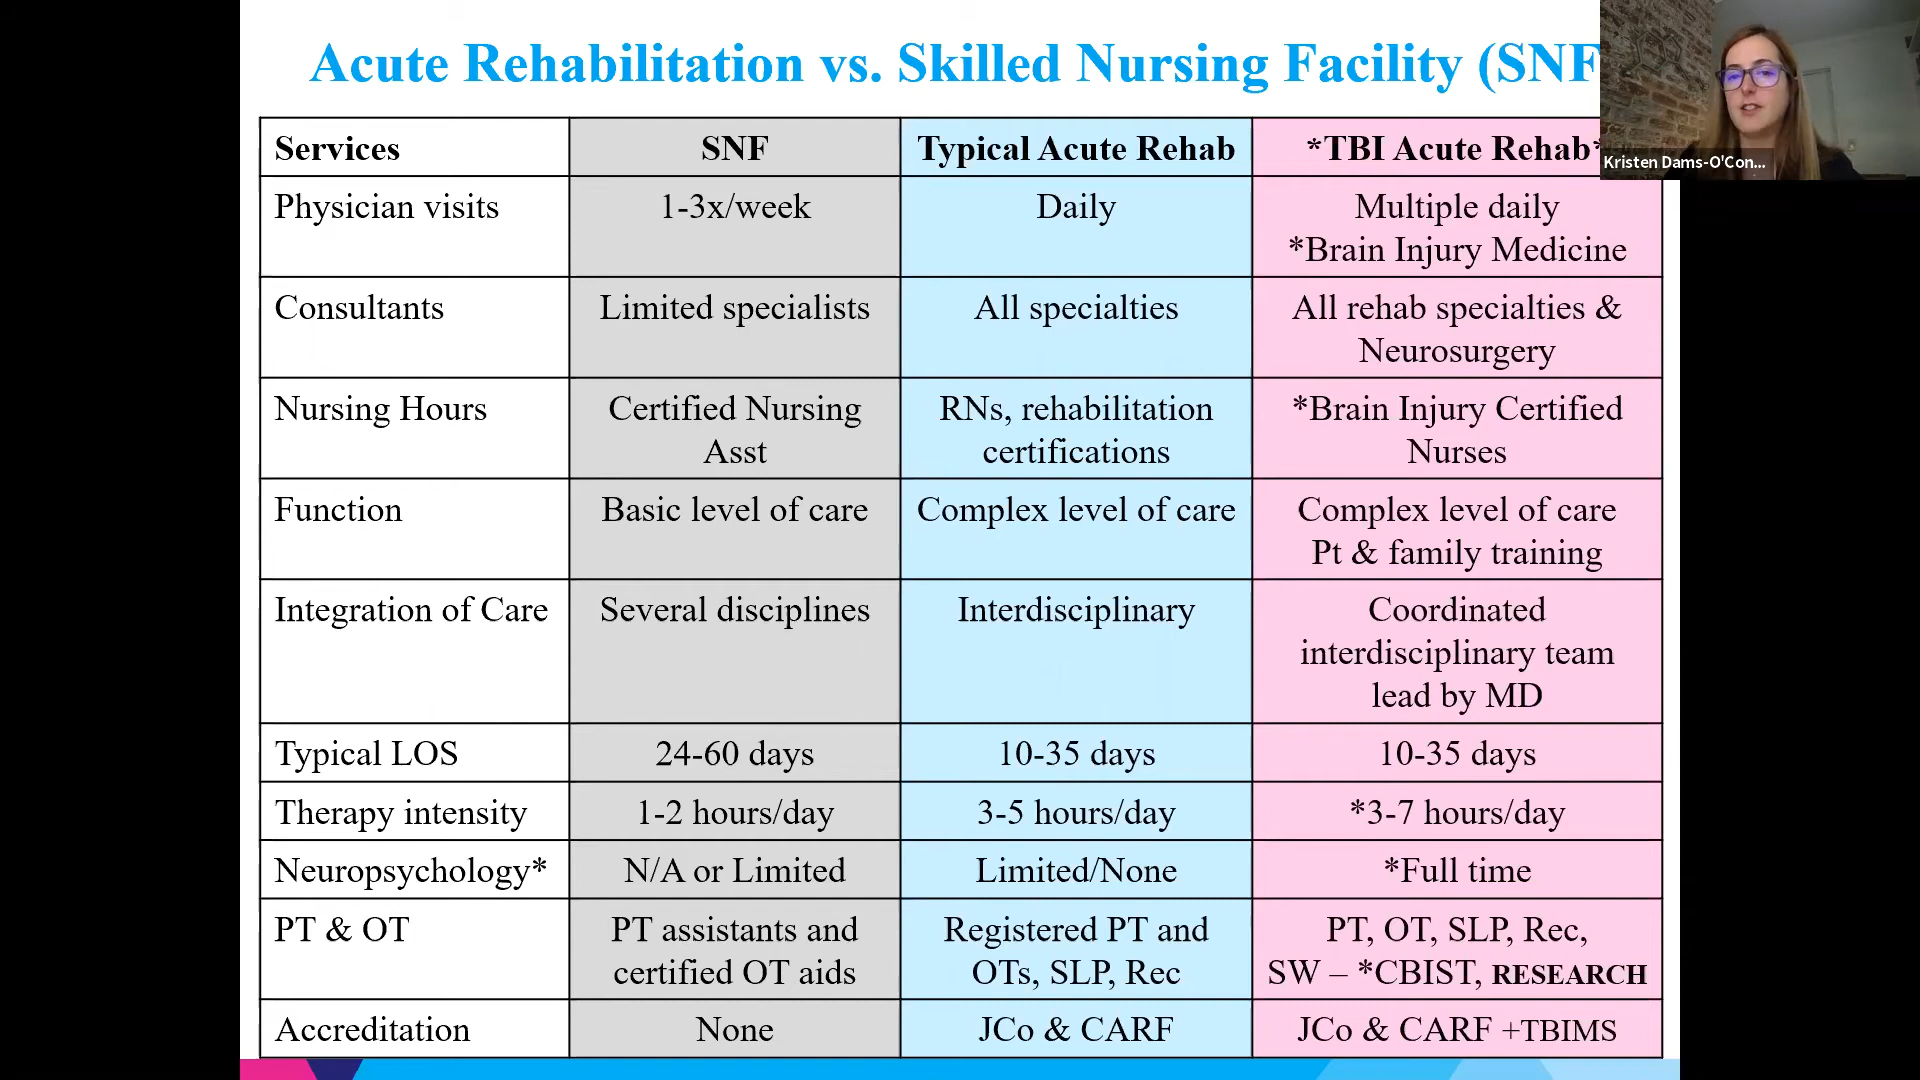 Acute Rehabilitation vs. Skilled Nursing Facility (SNF
Kristen Dams-O'Con...
Services SNF Typical Acute Rehab *TBI Acute Rehab*
Physician visits 1-3x/week Daily Multiple daily
*Brain Injury Medicine
Consultants Limited specialists All specialties All rehab specialties &
Neurosurgery
Nursing Hours Certified Nursing RNs, rehabilitation *Brain Injury Certified
Asst certifications Nurses
Function Basic level of care Complex level of care Complex level of care
Pt & family training
Integration of Care Several disciplines Interdisciplinary Coordinated
interdisciplinary team
lead by MD
Typical LOS 24-60 days 10-35 days 10-35 days
Therapy intensity 1-2 hours/day 3-5 hours/day *3-7 hours/day
Neuropsychology* N/A or Limited Limited/None *Full time
PT & OT PT assistants and Registered PT and PT, OT, SLP, Rec,
certified OT aids OTs, SLP, Rec SW – *CBIST, RESEARCH
Accreditation None JCo & CARF JCo & CARF +TBIMS